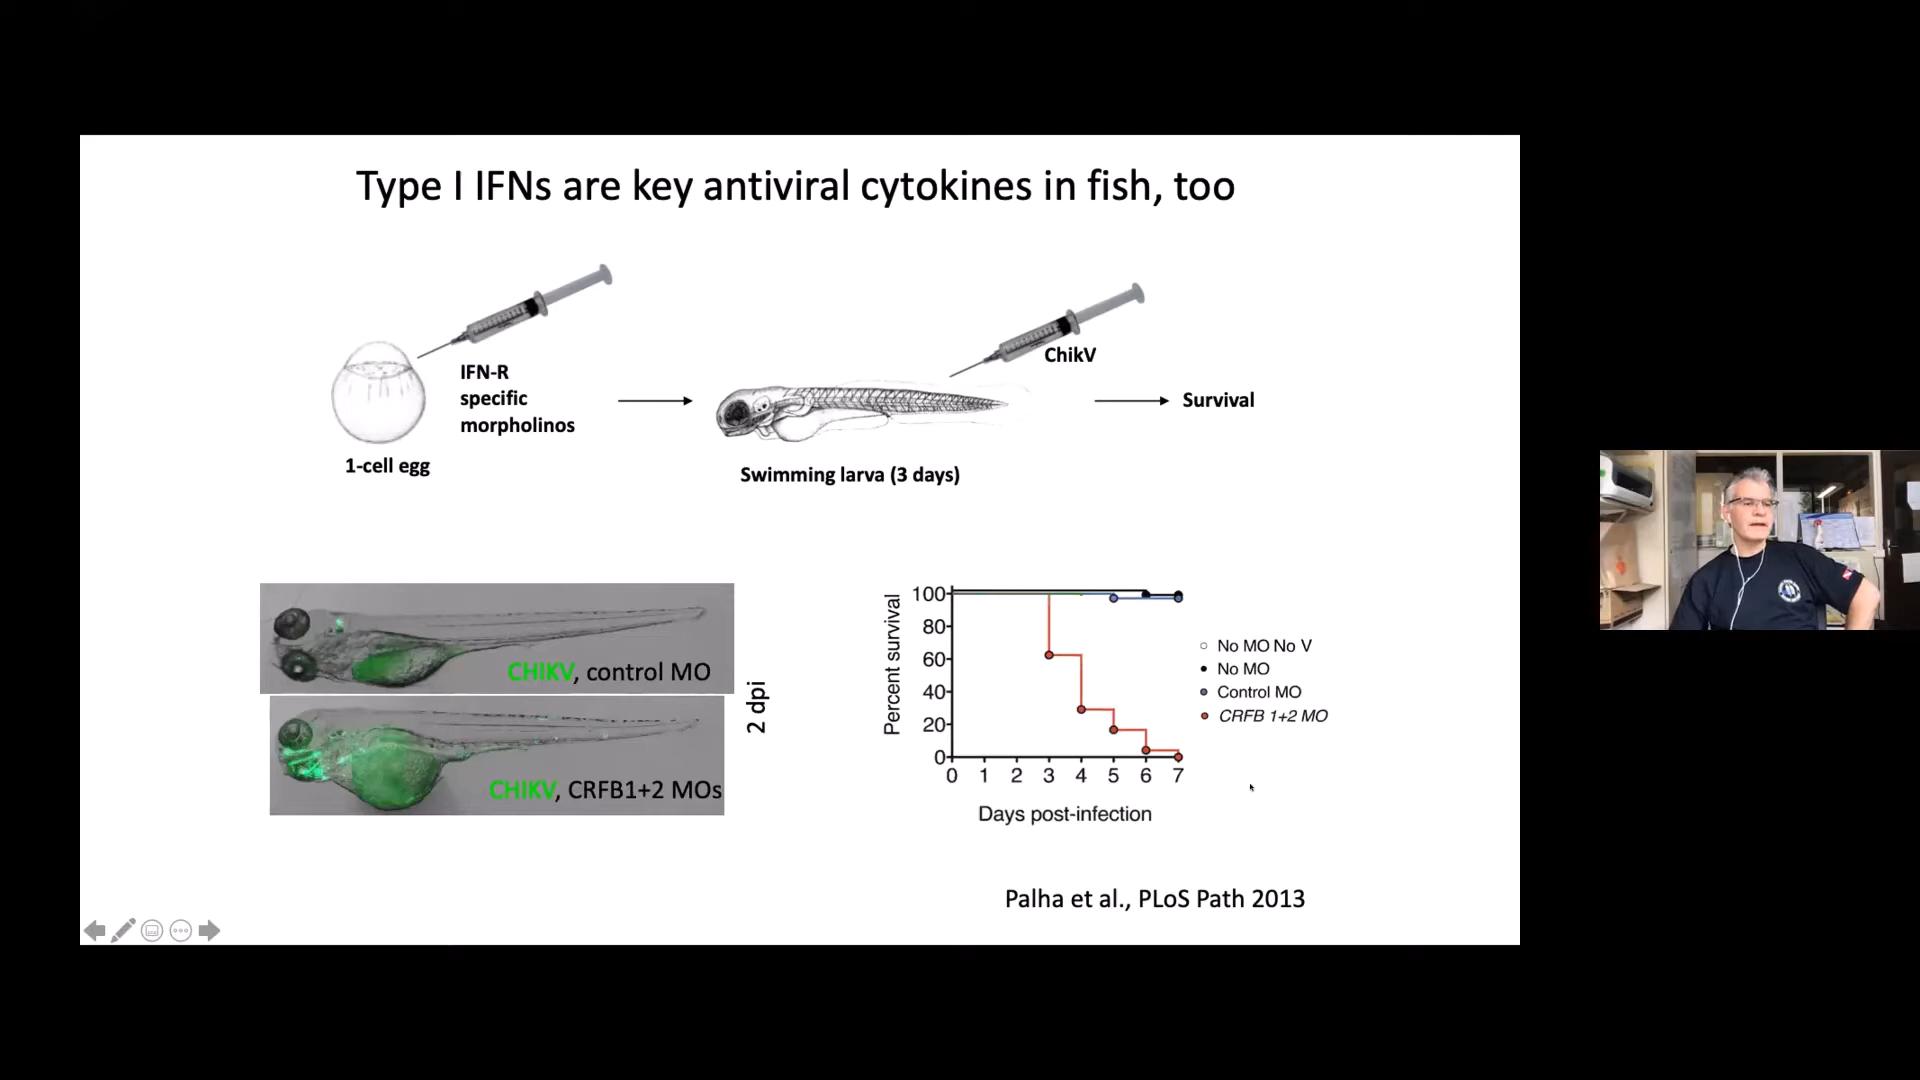 Type I IFNs are key antiviral cytokines in fish, too
IFN-R
specific
morpholinos
1-cell egg
ChikV
Swimming larva (3 days)
Survival
CHIKV, control MO
CHIKV, CRFB1+2 MOs
2 dpi
Percent survival
100
80
60
40
20
0
0 1 2 3 4 5 6 7
Days post-infection
No MO No V
No MO
Control MO
CRFB 1+2 MO
Palha et al., PLoS Path 2013